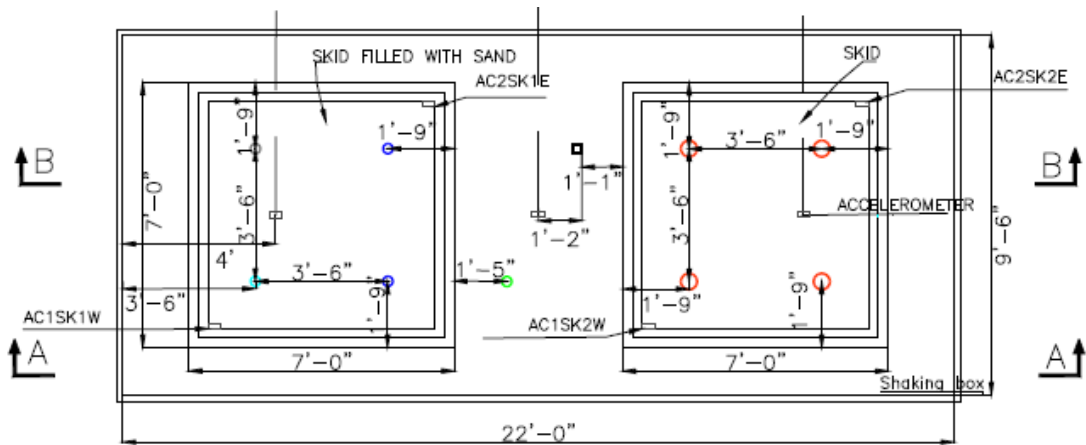 SKID FILLED WITH SAND
SKID
AC2SK1E
AC2SK2E
1'-9"
1'-9"
1'-9"
3'-6"
1'-9"
B
B
7'-0"
3'-6"
1'-1"
3'-6"
ACCELEROMETER
1'-2"
9'-6"
4'
3'-6"
1'-5"
3'-6"
1'-9"
1'-9"
1'-9"
AC1SK1W
AC1SK2W
A
A
7'-0"
7'-0"
Shaking box
22'-0"